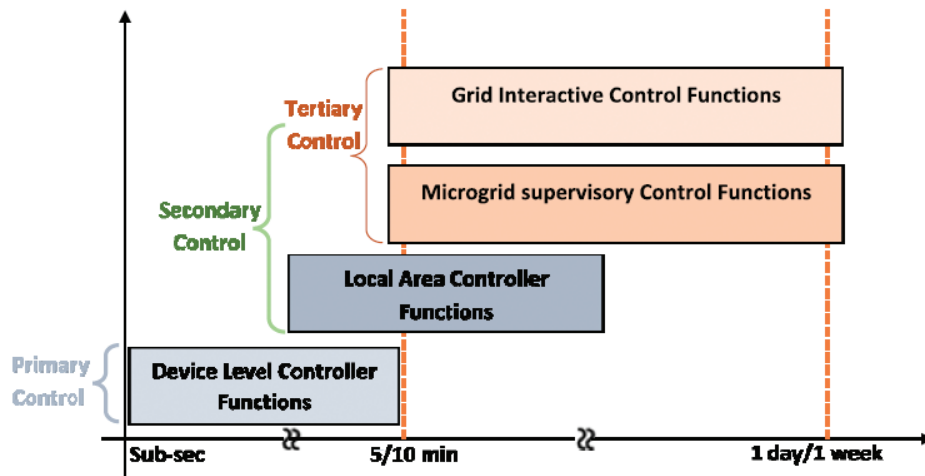 Grid Interactive Control Functions
Tertiary
Control
Microgrid supervisory Control Functions
Secondary
Control
Local Area Controller
Functions
Primary
Control
Device Level Controller
Functions
Sub-sec
5/10 min
1 day/1 week